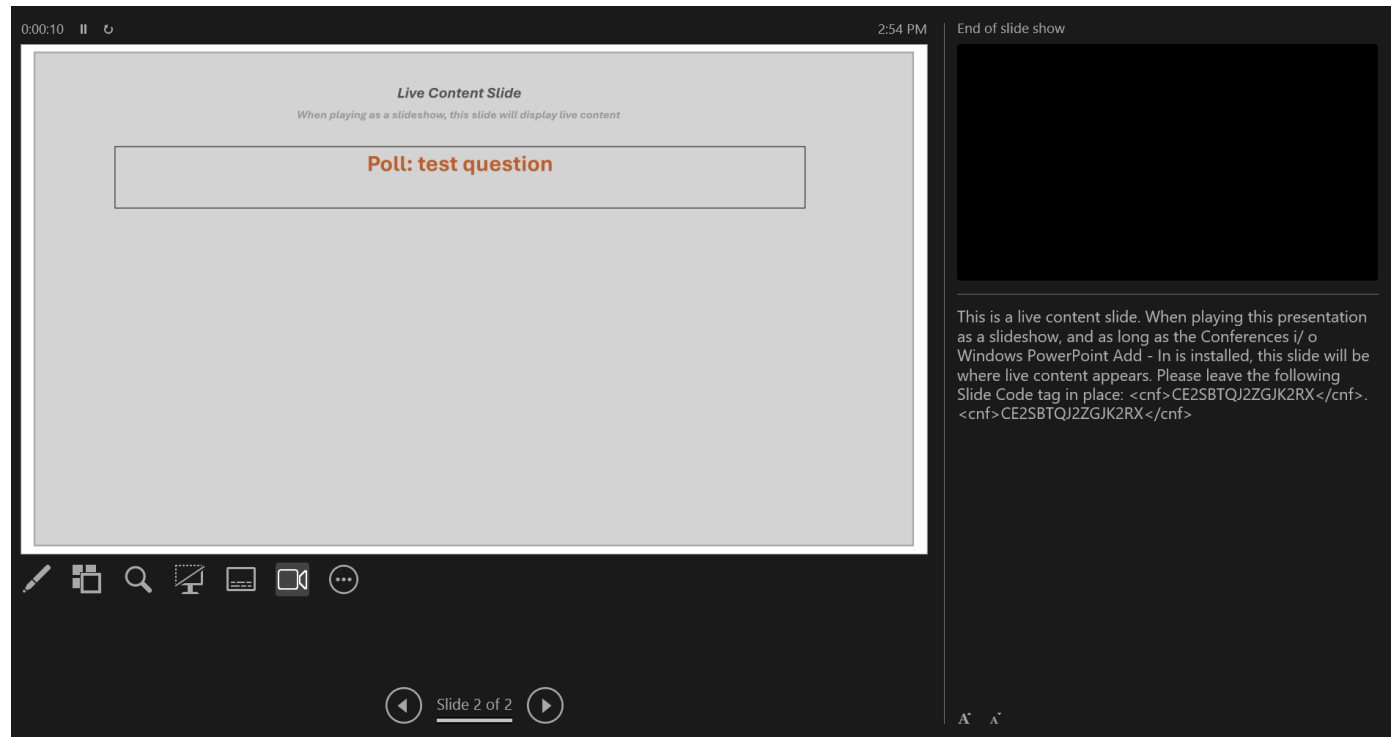 0:00:10
2:54 PM
Live Content Slide
When playing as a slideshow, this slide will display live content
Poll: test question
Slide 2 of 2
End of slide show
This is a live content slide. When playing this presentation
as a slideshow, and as long as the Conferences i/ o
Windows PowerPoint Add - In is installed, this slide will be
where live content appears. Please leave the following
Slide Code tag in place: <cnf>CE2SBTQJ2ZGJK2RX</cnf>.
<cnf>CE2SBTQJ2ZGJK2RX</cnf>
A A